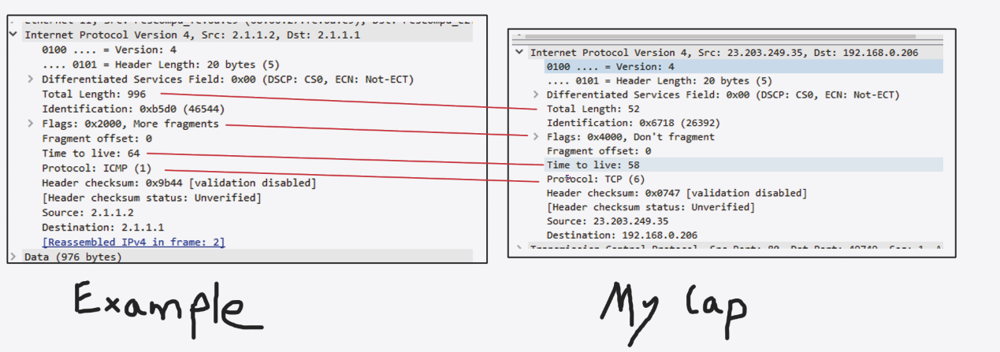 Internet Protocol Version 4, Src: 2.1.1.2, Dst: 2.1.1.1
0100 .... = Version: 4
.... 0101 = Header Length: 20 bytes (5)
Differentiated Services Field: 0x00 (DSCP: CS0, ECN: Not-ECT)
Total Length: 996
Identification: 0xb5d0 (46544)
Flags: 0x2000, More fragments
Fragment offset: 0
Time to live: 64
Protocol: ICMP (1)
Header checksum: 0x9b44 [validation disabled]
[Header checksum status: Unverified]
Source: 2.1.1.2
Destination: 2.1.1.1
[Reassembled IPv4 in frame: 2]
Data (976 bytes)
Example
Internet Protocol Version 4, Src: 23.203.249.35, Dst: 192.168.0.206
0100 .... = Version: 4
.... 0101 = Header Length: 20 bytes (5)
Differentiated Services Field: 0x00 (DSCP: CS0, ECN: Not-ECT)
Total Length: 52
Identification: 0x6718 (26392)
Flags: 0x4000, Don't fragment
Fragment offset: 0
Time to live: 58
Protocol: TCP (6)
Header checksum: 0x0747 [validation disabled]
[Header checksum status: Unverified]
Source: 23.203.249.35
Destination: 192.168.0.206
My Cap